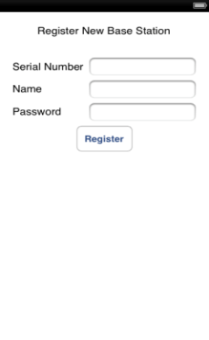 Register New Base Station
Serial Number
Name
Password
Register